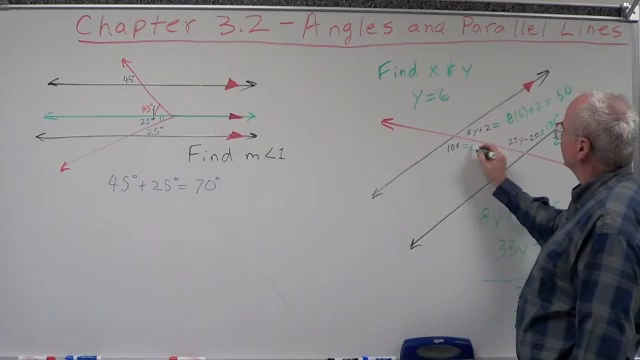 Chapter 3.2 - Angles and Parallel Lines
45°
45°
25°
25°
Find m∠1
45° + 25° = 70°
Find X & Y
Y = 6
8Y+2 = 8(6)+2 = 50
10X =
25Y-20 =
8Y
33Y